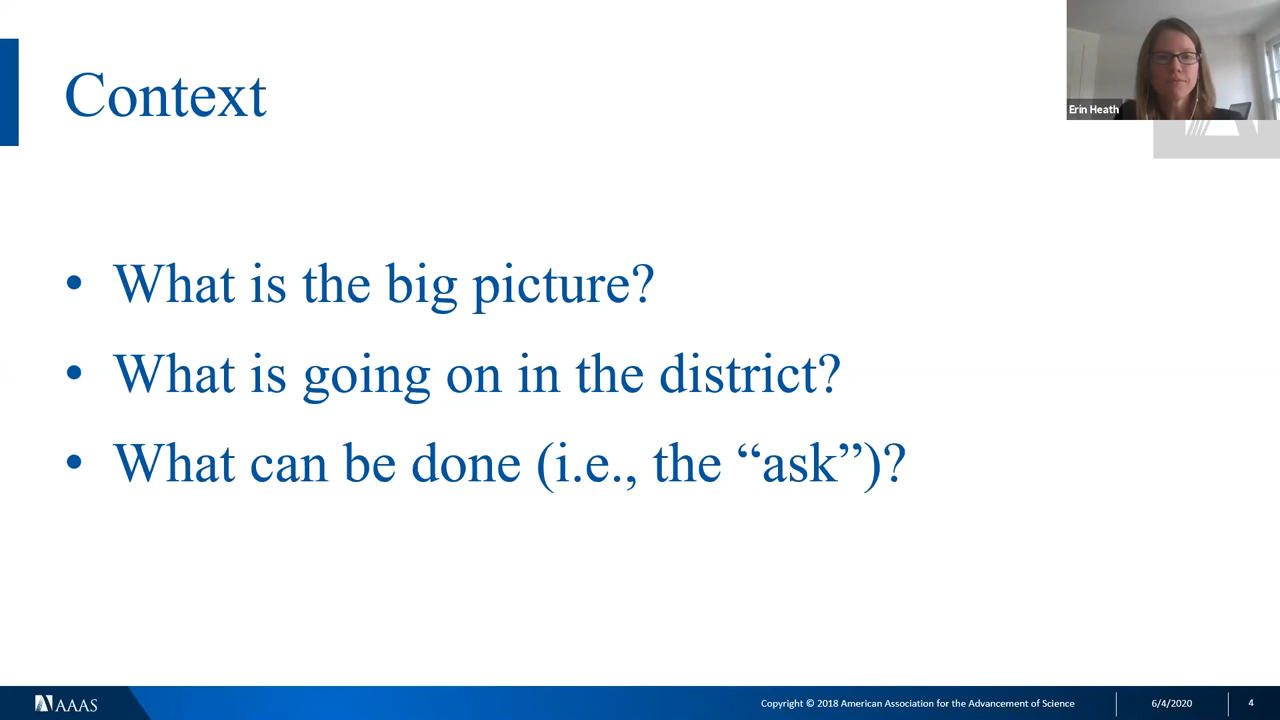 Context
Erin Heath
• What is the big picture?
• What is going on in the district?
• What can be done (i.e., the “ask”)?
AAAS
Copyright © 2018 American Association for the Advancement of Science
6/4/2020
4